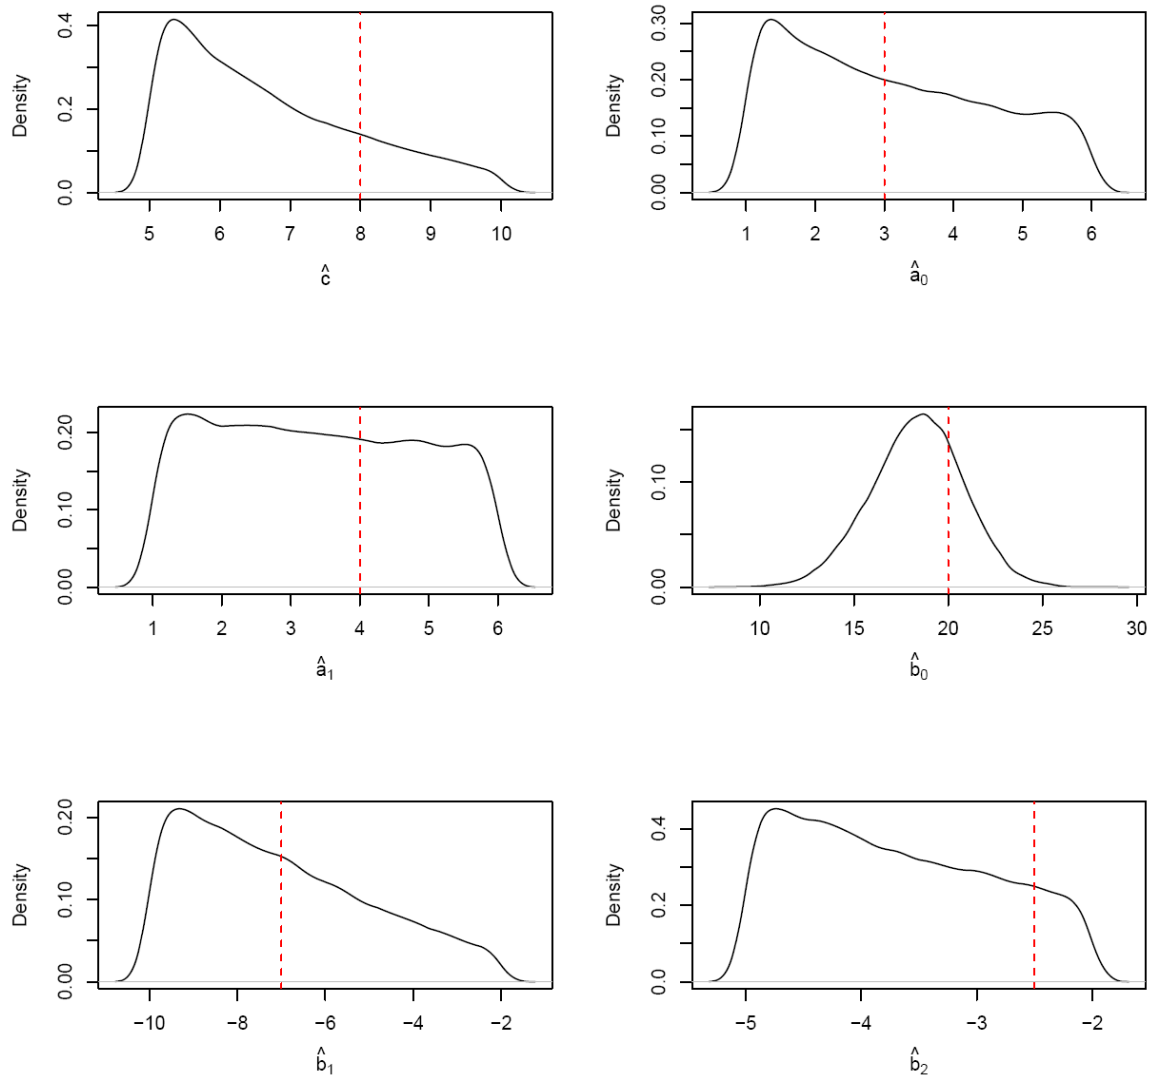 Density
0.0 0.2 0.4
5 6 7 8 9 10
ĉ
Density
0.00 0.10 0.20 0.30
1 2 3 4 5 6
â₀
Density
0.00 0.10 0.20
1 2 3 4 5 6
â₁
Density
0.00 0.10
10 15 20 25 30
b̂₀
Density
0.00 0.10 0.20
−10 −8 −6 −4 −2
b̂₁
Density
0.0 0.2 0.4
−5 −4 −3 −2
b̂₂